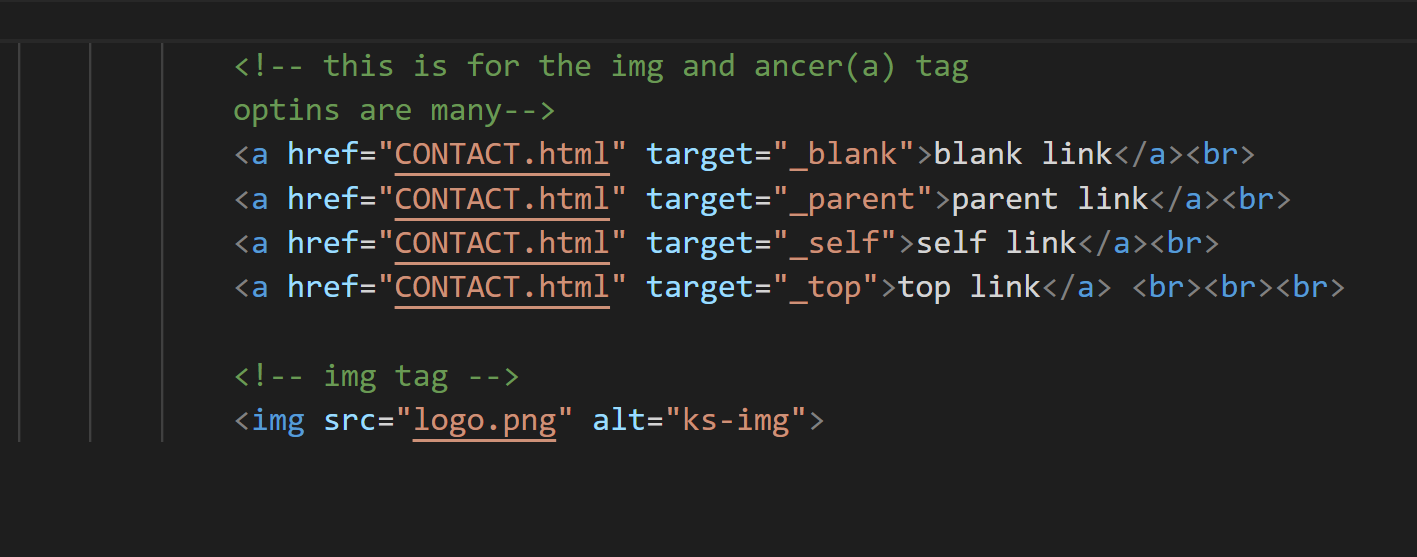 <!-- this is for the img and ancer(a) tag
optins are many-->
<a href="CONTACT.html" target="_blank">blank link</a><br>
<a href="CONTACT.html" target="_parent">parent link</a><br>
<a href="CONTACT.html" target="_self">self link</a><br>
<a href="CONTACT.html" target="_top">top link</a> <br><br><br>
<!-- img tag -->
<img src="logo.png" alt="ks-img">